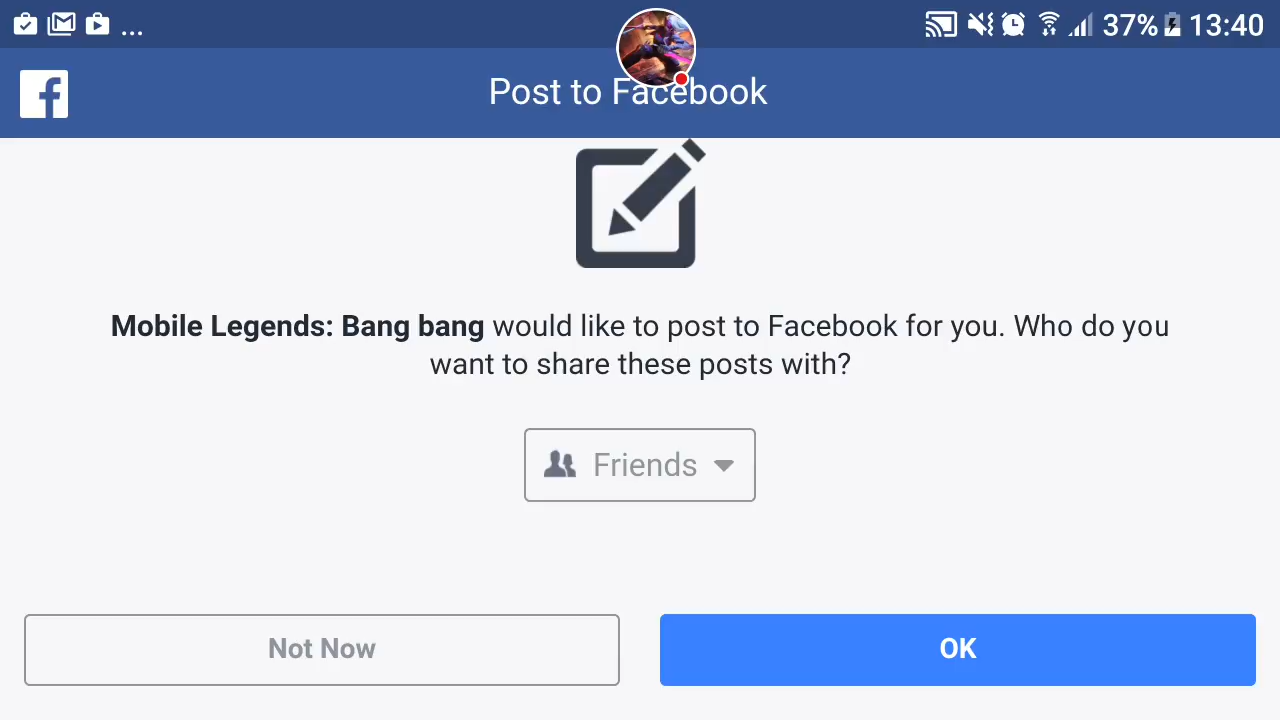 ... 37% 13:40
Post to Facebook
Mobile Legends: Bang bang would like to post to Facebook for you. Who do you
want to share these posts with?
Friends
Not Now
OK